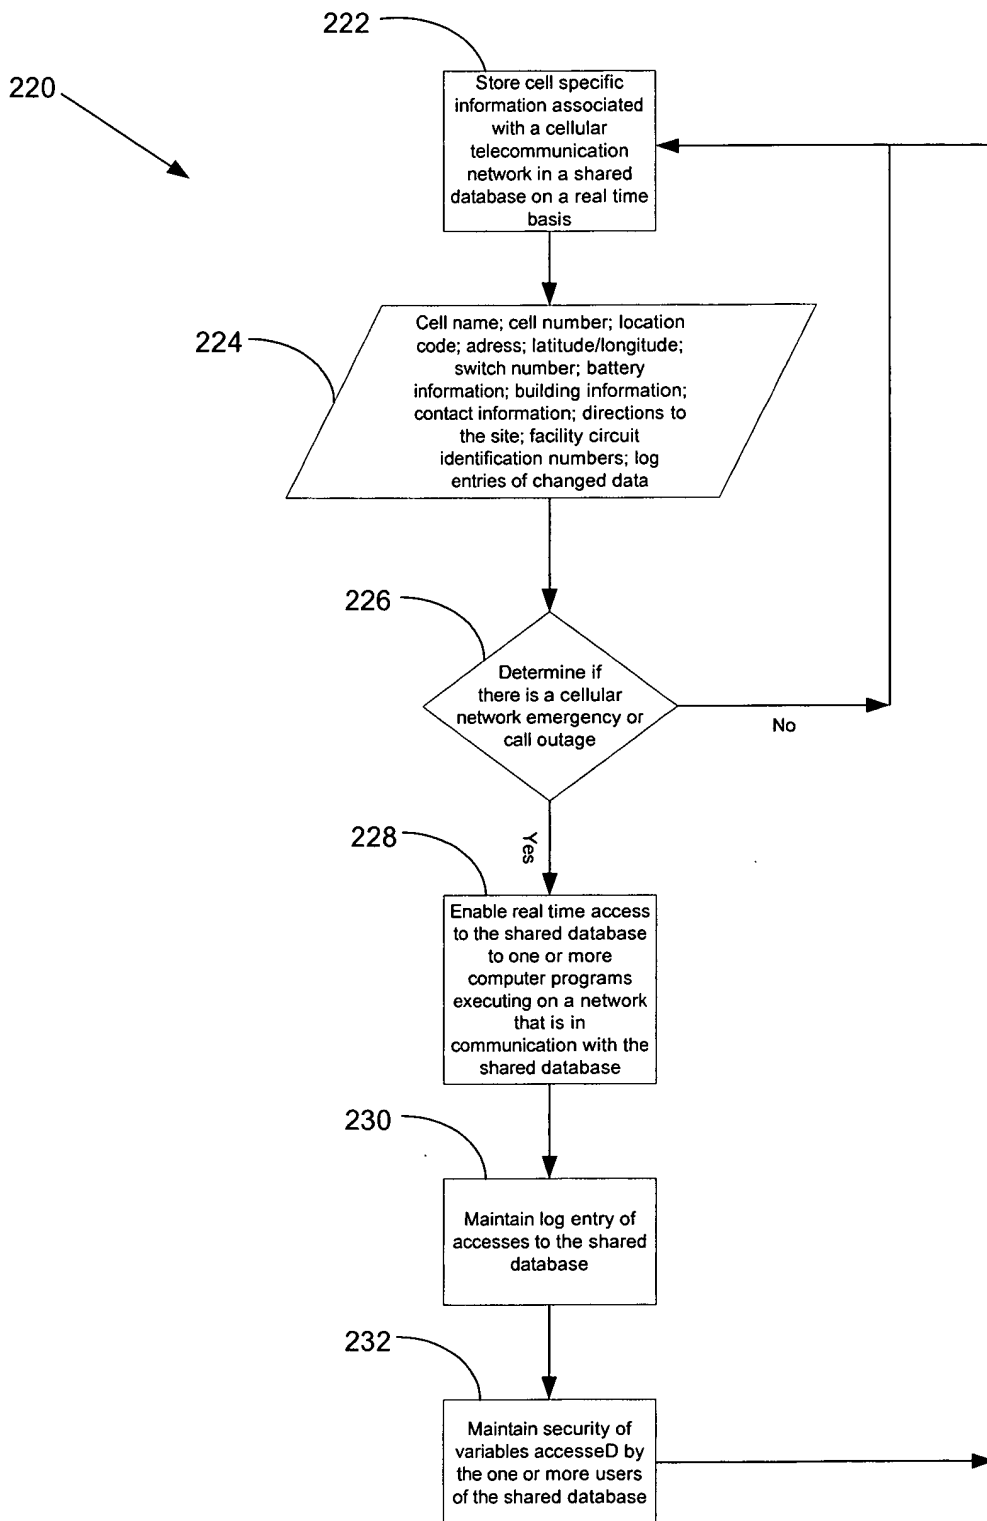 222
220
Store cell specific
information associated
with a cellular
telecommunication
network in a shared
database on a real time
basis
224
Cell name; cell number; location
code; adress; latitude/longitude;
switch number; battery
information; building information;
contact information; directions to
the site; facility circuit
identification numbers; log
entries of changed data
226
Determine if
there is a cellular
network emergency or
call outage
No
Yes
228
Enable real time access
to the shared database
to one or more
computer programs
executing on a network
that is in
communication with the
shared database
230
Maintain log entry of
accesses to the shared
database
232
Maintain security of
variables accesseD by
the one or more users
of the shared database